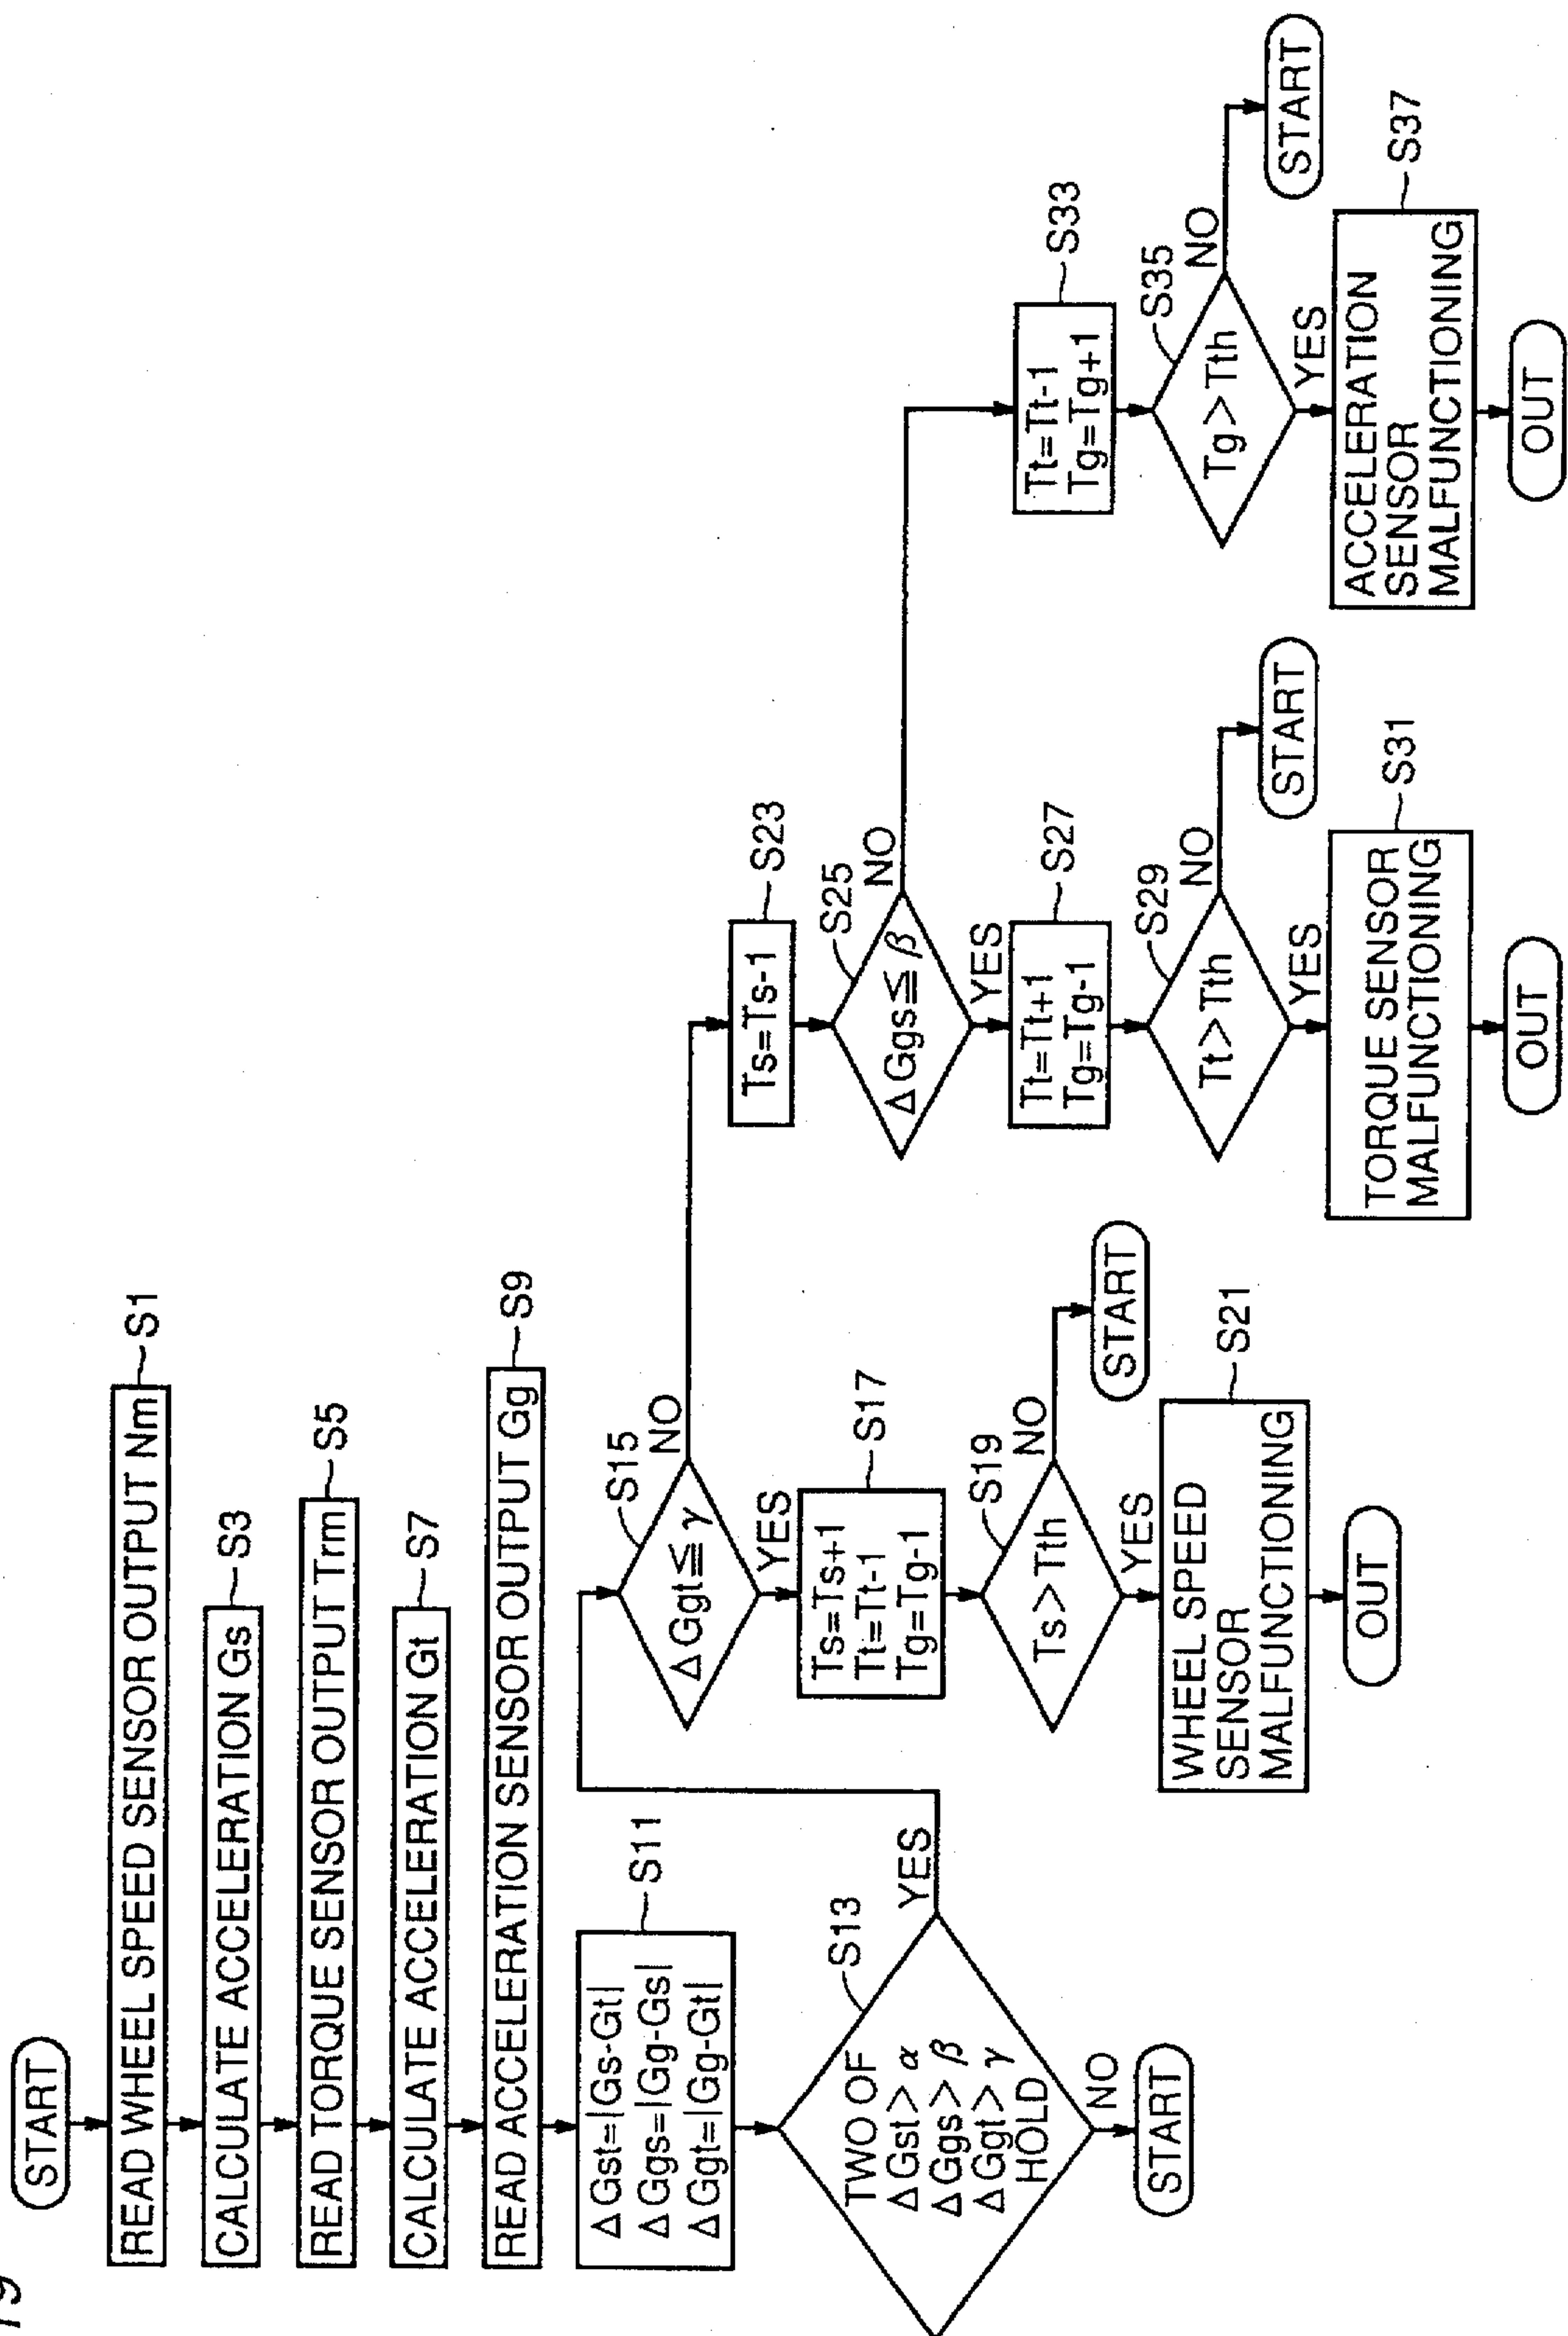 19
START
READ WHEEL SPEED SENSOR OUTPUT Nm
S1
CALCULATE ACCELERATION Gs
S3
READ TORQUE SENSOR OUTPUT Trm
S5
CALCULATE ACCELERATION Gt
S7
READ ACCELERATION SENSOR OUTPUT Gg
S9
ΔGst=|Gs-Gt|
ΔGgs=|Gg-Gs|
ΔGgt=|Gg-Gt|
S11
S13
TWO OF
ΔGst>α
ΔGgs>β
ΔGgt>γ
HOLD
YES
NO
START
S15
ΔGgt≦γ
NO
YES
Ts=Ts+1
Tt=Tt-1
Tg=Tg-1
S17
S19
Ts>Tth
NO
START
YES
WHEEL SPEED
SENSOR
MALFUNCTIONING
S21
OUT
Ts=Ts-1
S23
S25
ΔGgs≦β
NO
YES
Tt=Tt+1
Tg=Tg-1
S27
S29
Tt>Tth
NO
START
YES
TORQUE SENSOR
MALFUNCTIONING
S31
OUT
Tt=Tt-1
Tg=Tg+1
S33
S35
Tg>Tth
NO
START
YES
ACCELERATION
SENSOR
MALFUNCTIONING
S37
OUT